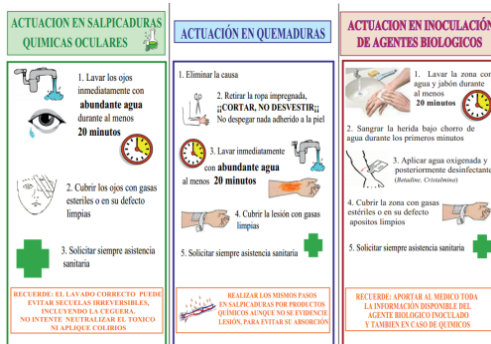 ACTUACION EN SALPICADURAS
QUIMICAS OCULARES
1. Lavar los ojos
inmediatamente con
abundante agua
durante al menos
20 minutos
2. Cubrir los ojos con gasas
esteriles o en su defecto
limpias
3. Solicitar siempre asistencia
sanitaria
RECUERDE: EL LAVADO CORRECTO PUEDE
EVITAR SECUELAS IRREVERSIBLES,
INCLUYENDO LA CEGUERA.
NO INTENTE NEUTRALIZAR EL TOXICO
NI APLIQUE COLIRIOS
ACTUACIÓN EN QUEMADURAS
1. Eliminar la causa
2. Retirar la ropa impregnada,
¡¡CORTAR, NO DESVESTIR;;
No despegar nada adherido a la piel
3. Lavar inmediatamente
con abundante agua
al menos 20 minutos
4. Cubrir la lesión con gasas
limpias
5. Solicitar siempre asistencia sanitaria
REALIZAR LOS MISMOS PASOS
EN SALPICADURAS POR PRODUCTOS
QUÍMICOS AUNQUE NO SE EVIDENCIE
LESIÓN, PARA EVITAR SU ABSORCIÓN
ACTUACION EN INOCULACIÓN
DE AGENTES BIOLOGICOS
1. Lavar la zona con
agua y jabón durante
al menos
20 minutos
2. Sangrar la herida bajo chorro de
agua durante los primeros minutos
3. Aplicar agua oxigenada y
posteriormente desinfectante
(Betadine, Cristalmina)
4. Cubrir la zona con gasas
estériles o en su defecto
apositos limpios
5. Solicitar siempre asistencia sanitaria
RECUERDE: APORTAR AL MEDICO TODA
LA INFORMACIÓN DISPONIBLE DEL
AGENTE BIOLOGICO INOCULADO
Y TAMBIEN EN CASO DE QUIMICOS